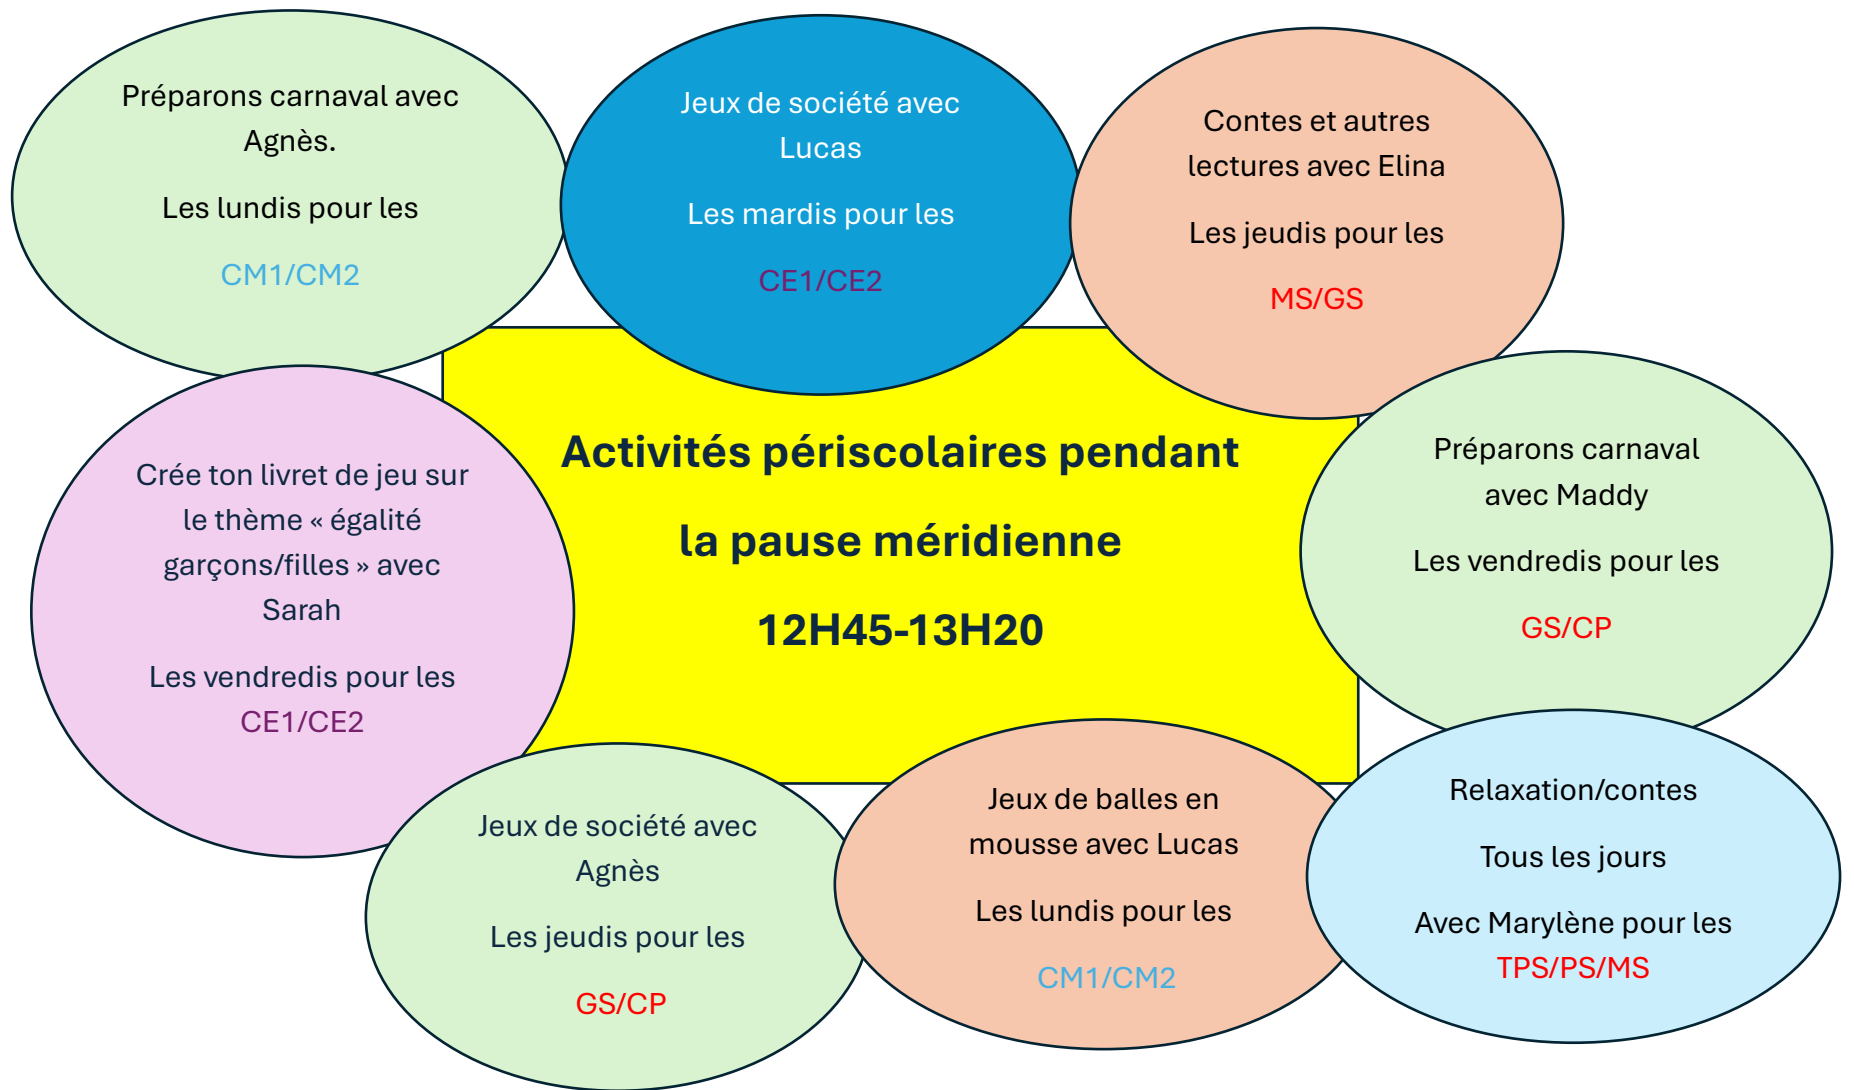 Préparons carnaval avec
Agnès.
Les lundis pour les
CM1/CM2
Jeux de société avec
Lucas
Les mardis pour les
CE1/CE2
Contes et autres
lectures avec Elina
Les jeudis pour les
MS/GS
Activités périscolaires pendant
la pause méridienne
12H45-13H20
Préparons carnaval
avec Maddy
Les vendredis pour les
GS/CP
Crée ton livret de jeu sur
le thème « égalité
garçons/filles » avec
Sarah
Les vendredis pour les
CE1/CE2
Jeux de société avec
Agnès
Les jeudis pour les
GS/CP
Jeux de balles en
mousse avec Lucas
Les lundis pour les
CM1/CM2
Relaxation/contes
Tous les jours
Avec Marylène pour les
TPS/PS/MS